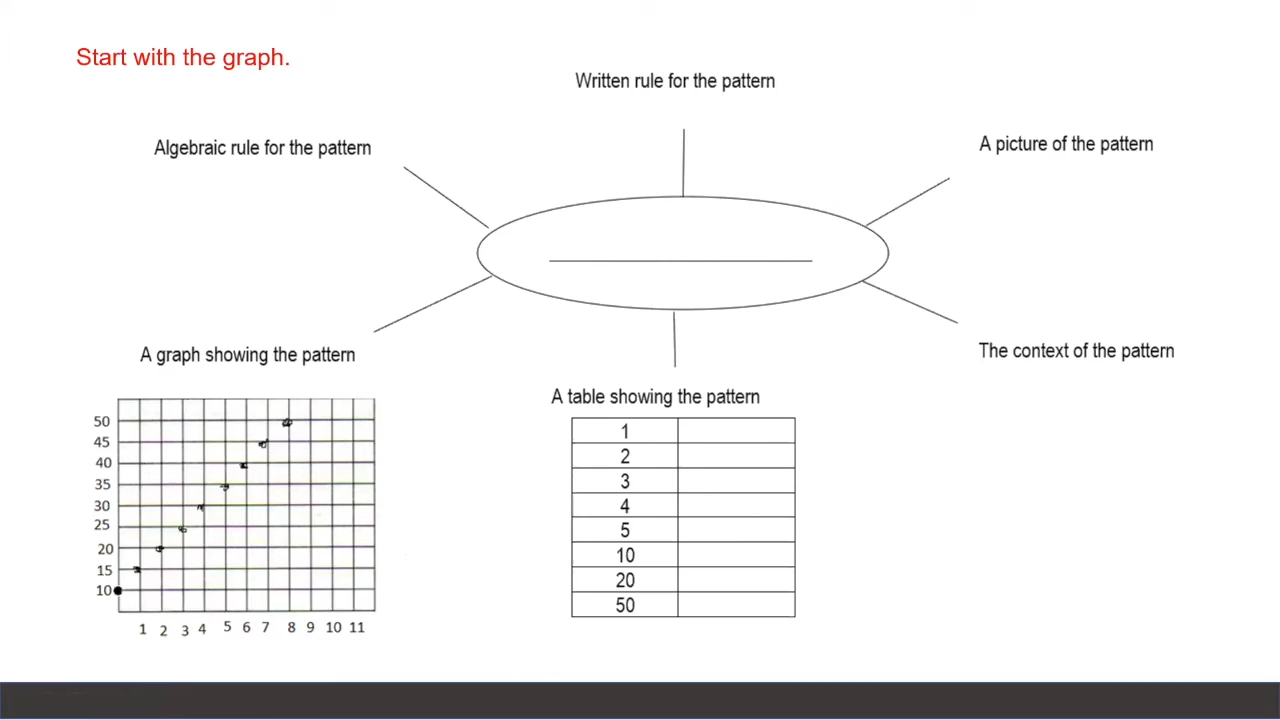 Start with the graph.
Written rule for the pattern
Algebraic rule for the pattern
A picture of the pattern
A graph showing the pattern
The context of the pattern
A table showing the pattern
50
45
40
35
30
25
20
15
10
1 2 3 4 5 6 7 8 9 10 11
1
2
3
4
5
10
20
50